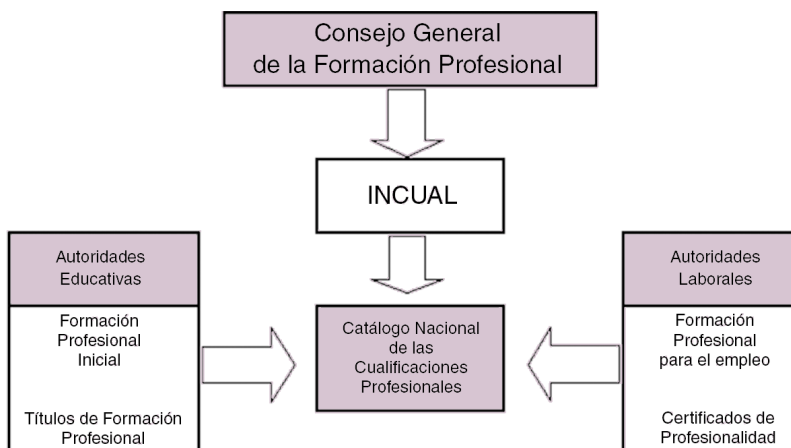 Consejo General
de la Formación Profesional
INCUAL
Autoridades
Educativas
Formación
Profesional
Inicial
Títulos de Formación
Profesional
Catálogo Nacional
de las
Cualificaciones
Profesionales
Autoridades
Laborales
Formación
Profesional
para el empleo
Certificados de
Profesionalidad